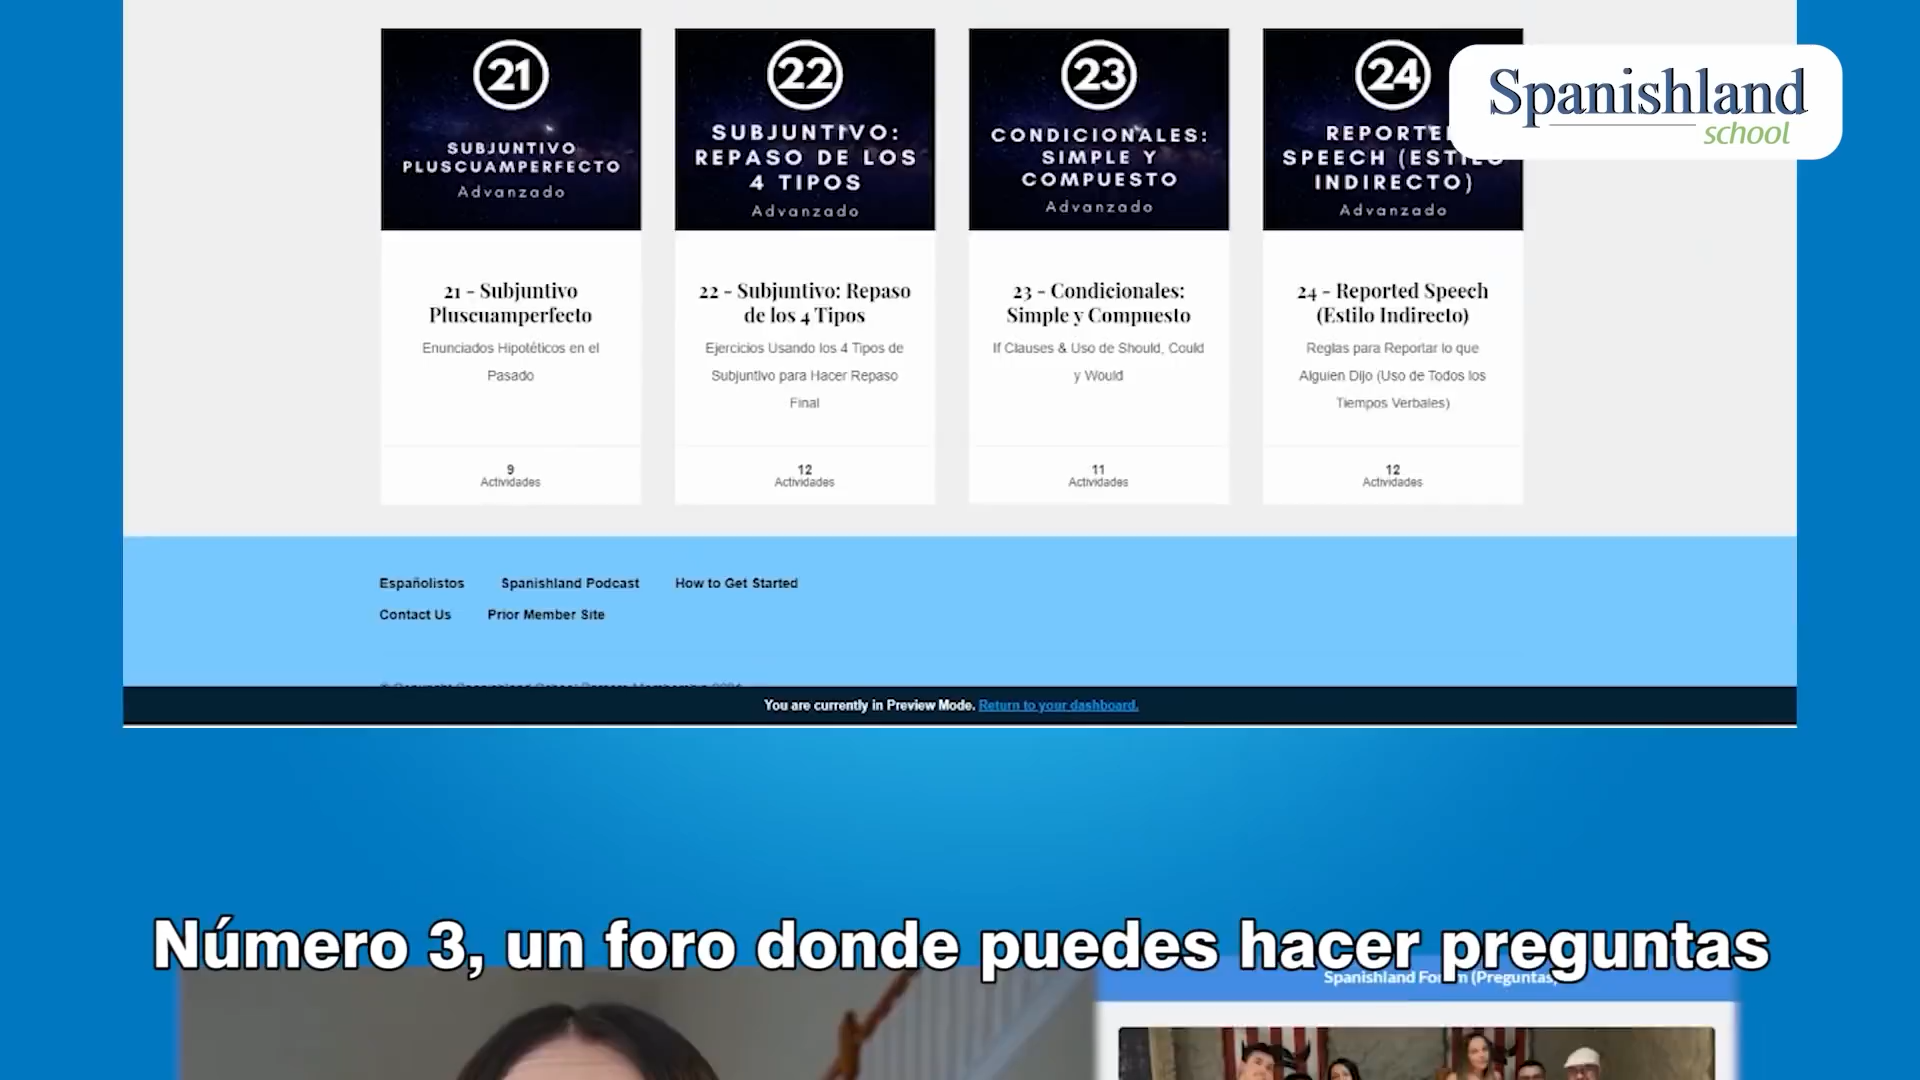 21
SUBJUNTIVO
PLUSCUAMPERFECTO
Advanzado
22
SUBJUNTIVO:
REPASO DE LOS
4 TIPOS
Advanzado
23
CONDICIONALES:
SIMPLE Y
COMPUESTO
Advanzado
24
REPORTE
SPEECH (ESTILO
INDIRECTO)
Advanzado
Spanishland
school
21 - Subjuntivo
Pluscuamperfecto
Enunciados Hipotéticos en el
Pasado
9
Actividades
22 - Subjuntivo: Repaso
de los 4 Tipos
Ejercicios Usando los 4 Tipos de
Subjuntivo para Hacer Repaso
Final
12
Actividades
23 - Condicionales:
Simple y Compuesto
If Clauses & Uso de Should, Could
y Would
11
Actividades
24 - Reported Speech
(Estilo Indirecto)
Reglas para Reportar lo que
Alguien Dijo (Uso de Todos los
Tiempos Verbales)
12
Actividades
Españolistos Spanishland Podcast How to Get Started
Contact Us Prior Member Site
You are currently in Preview Mode. Return to your dashboard.
Número 3, un foro donde puedes hacer preguntas
Spanishland Forum (Preguntas)